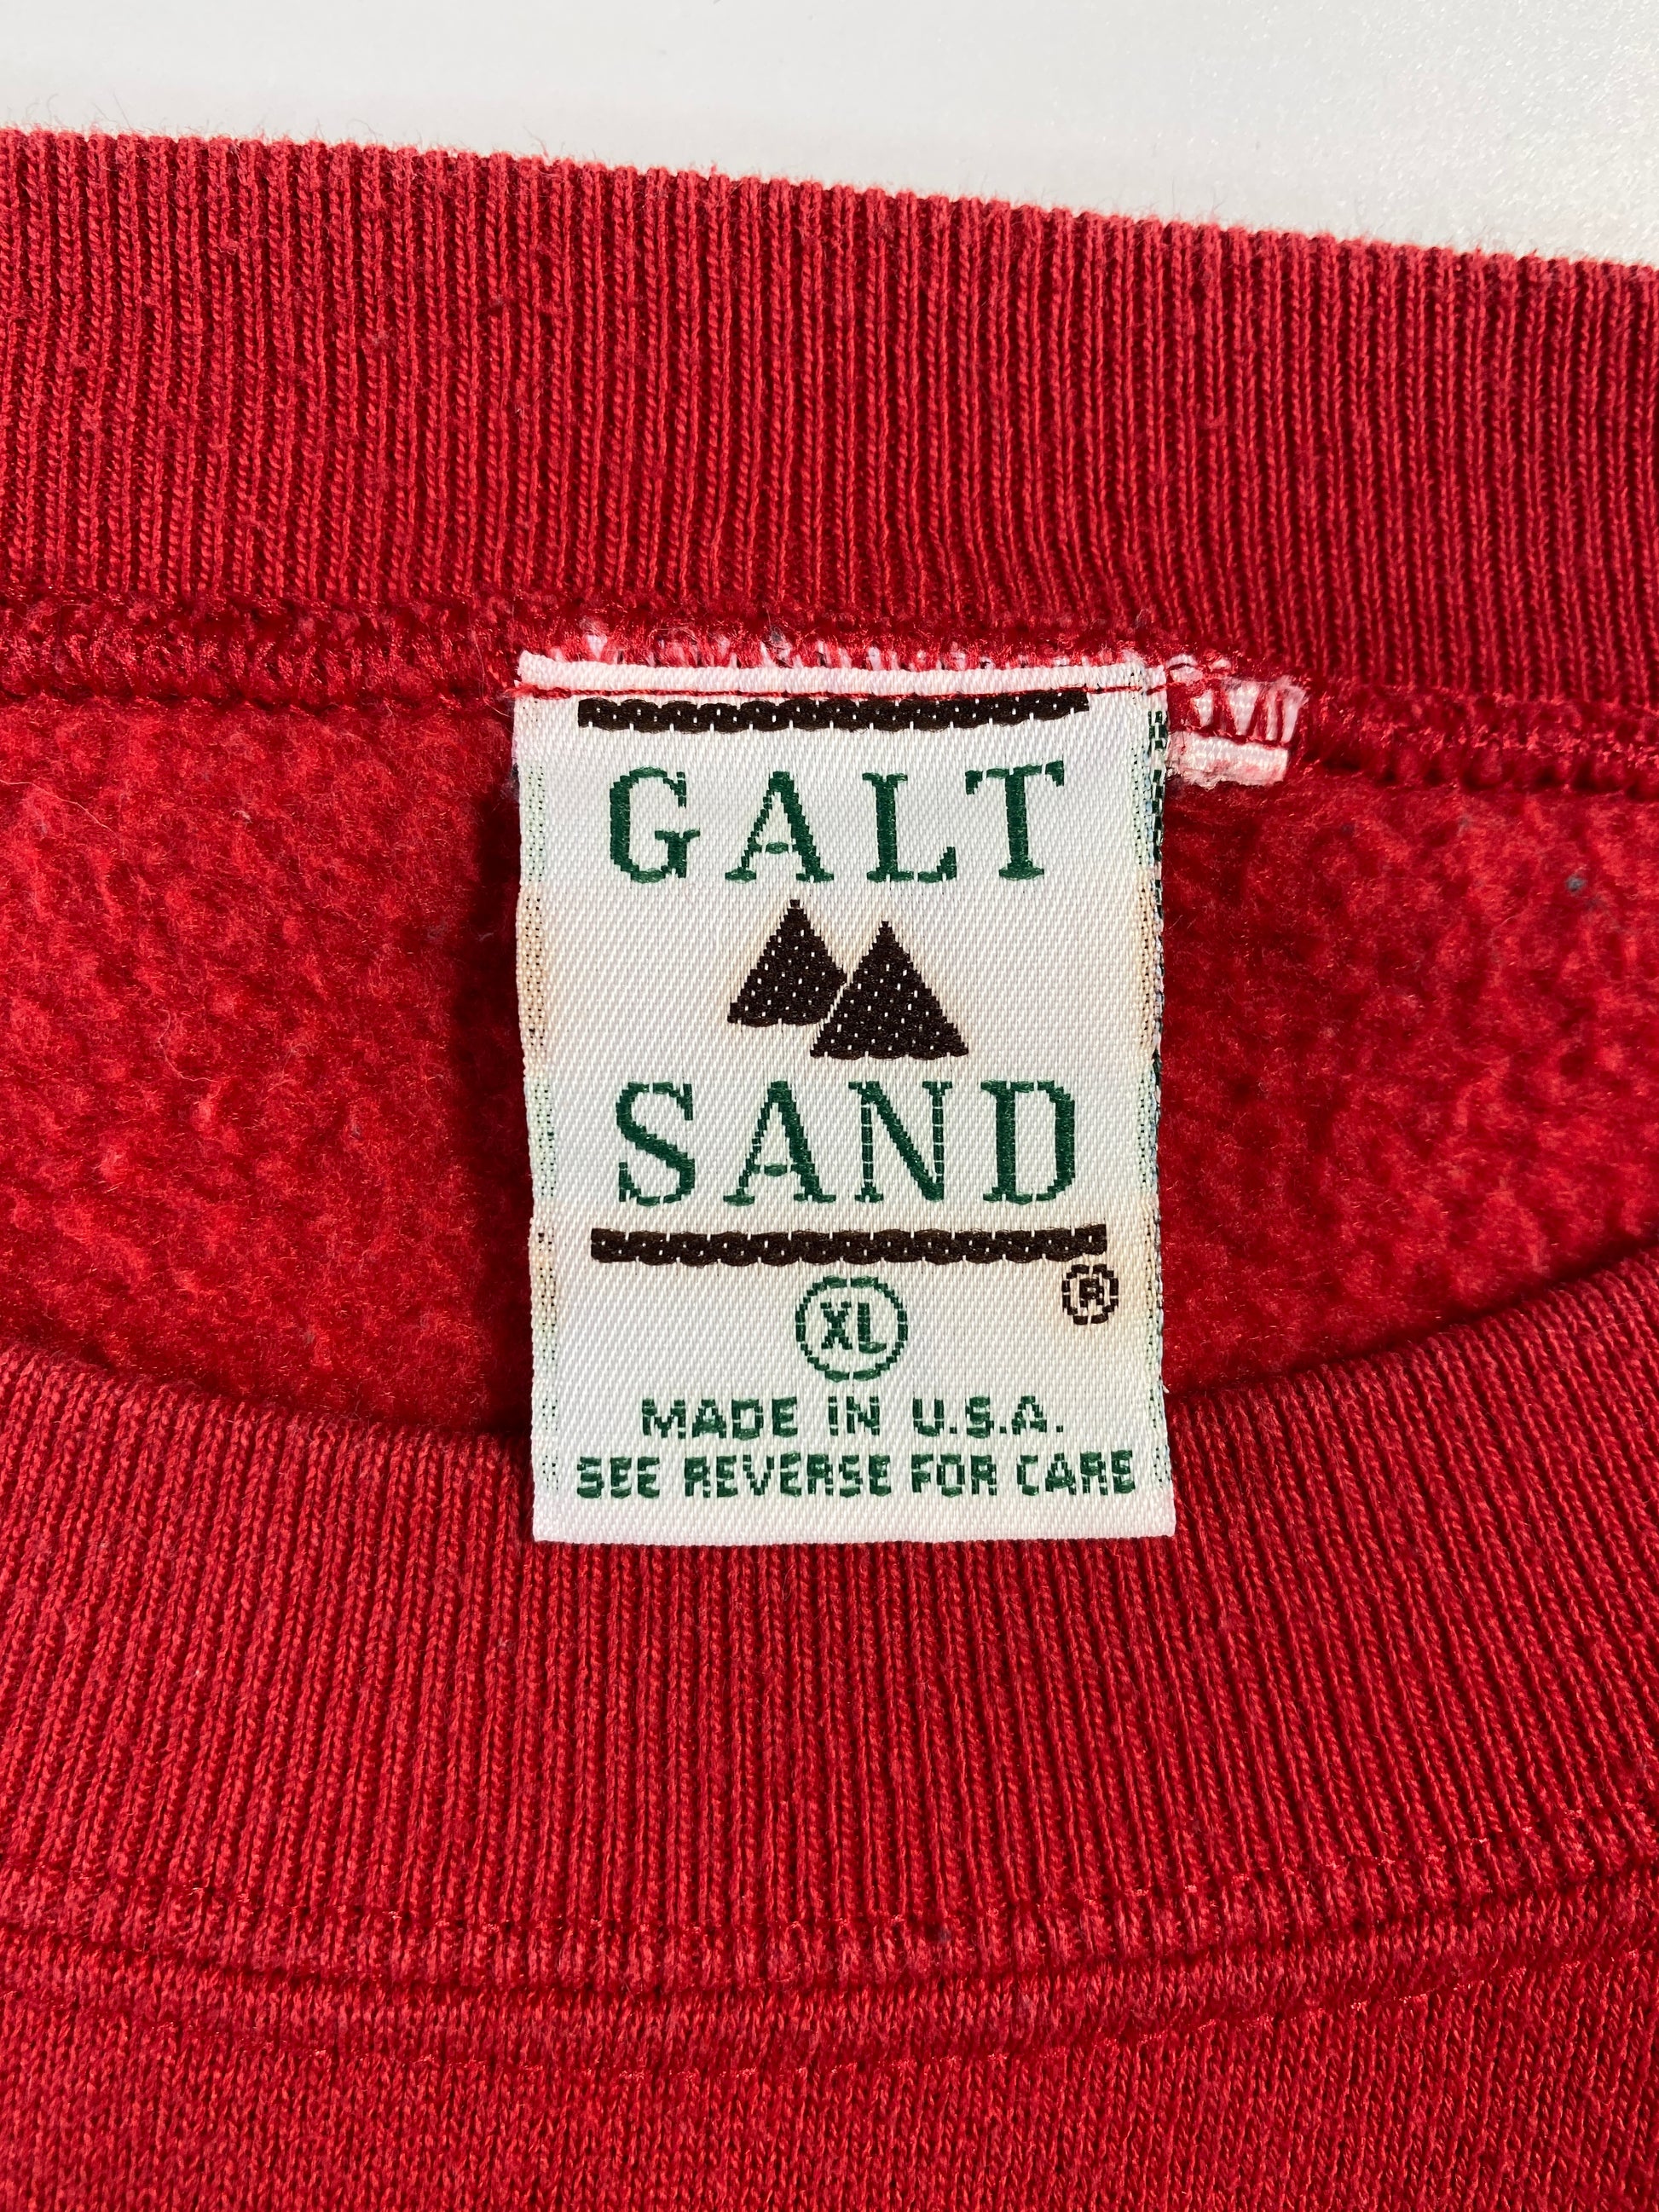 GALT
SAND
®
XL
MADE IN U.S.A.
SEE REVERSE FOR CARE